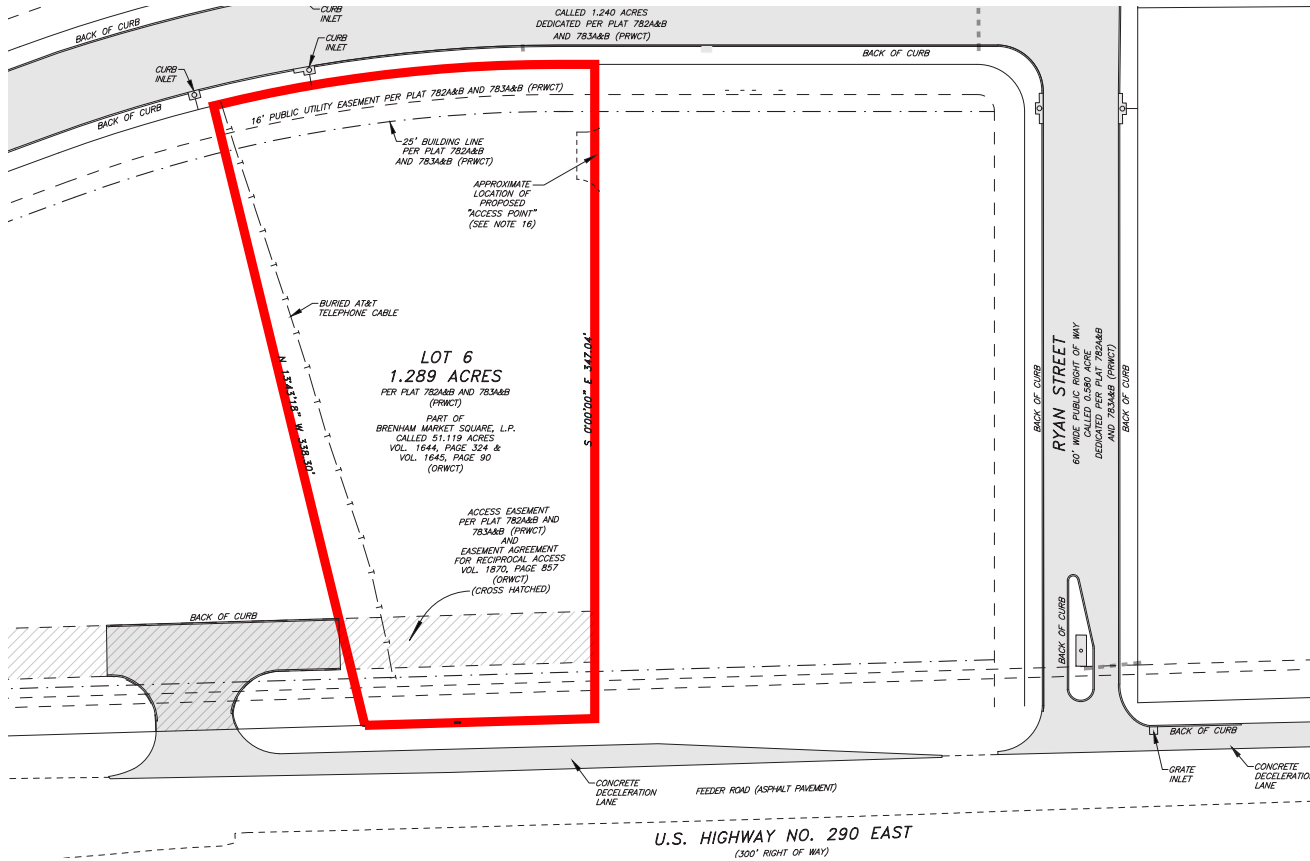 CURB
INLET
CALLED 1.240 ACRES
DEDICATED PER PLAT 782A&B
AND 783A&B (PRWCT)
BACK OF CURB
CURB
INLET
BACK OF CURB
CURB
INLET
BACK OF CURB
16' PUBLIC UTILITY EASEMENT PER PLAT 782A&B AND 783A&B (PRWCT)
25' BUILDING LINE
PER PLAT 782A&B
AND 783A&B (PRWCT)
APPROXIMATE
LOCATION OF
PROPOSED
"ACCESS POINT"
(SEE NOTE 16)
BURIED AT&T
TELEPHONE CABLE
LOT 6
1.289 ACRES
PER PLAT 782A&B AND 783A&B
(PRWCT)
PART OF
BRENHAM MARKET SQUARE, L.P.
CALLED 51.119 ACRES
VOL. 1644, PAGE 324 &
VOL. 1645, PAGE 90
(ORWCT)
N 13°43'18" W 338.30'
S 0°00'00" E 347.04'
ACCESS EASEMENT
PER PLAT 782A&B AND
783A&B (PRWCT)
AND
EASEMENT AGREEMENT
FOR RECIPROCAL ACCESS
VOL. 1870, PAGE 857
(ORWCT)
(CROSS HATCHED)
BACK OF CURB
BACK OF CURB
RYAN STREET
60' WIDE PUBLIC RIGHT OF WAY
CALLED 0.580 ACRE
DEDICATED PER PLAT 782A&B
AND 783A&B (PRWCT)
BACK OF CURB
BACK OF CURB
BACK OF CURB
GRATE
INLET
CONCRETE
DECELERATION
LANE
CONCRETE
DECELERATION
LANE
FEEDER ROAD (ASPHALT PAVEMENT)
U.S. HIGHWAY NO. 290 EAST
(300' RIGHT OF WAY)